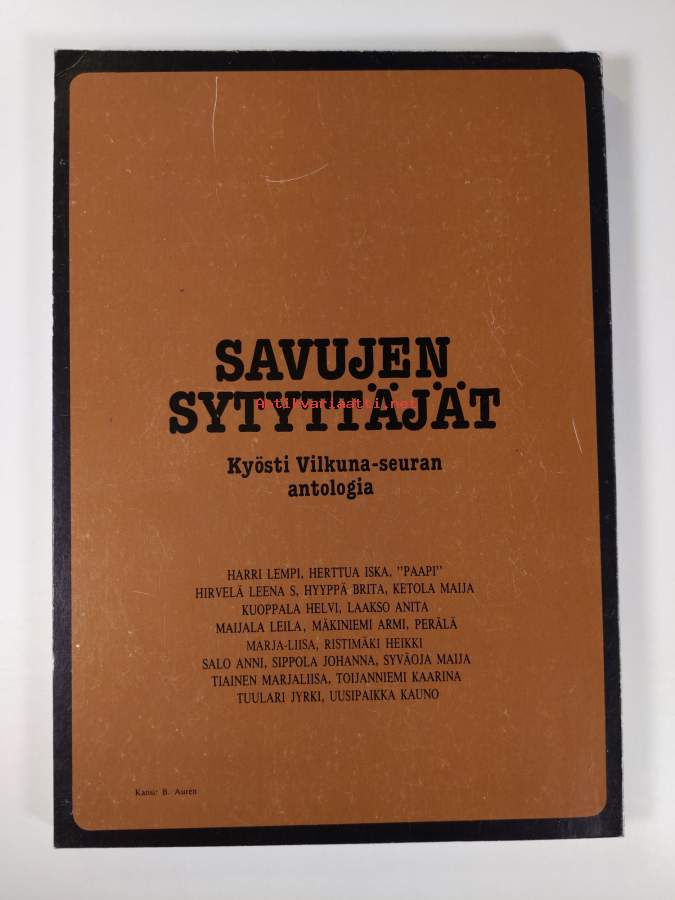 SAVUJEN
SYTYTTÄJÄT
Antikvariaatti.net
Kyösti Vilkuna-seuran
antologia
HARRI LEMPI, HERTTUA ISKA, "PAAPI"
HIRVELÄ LEENA S, HYYPPÄ BRITA, KETOLA MAIJA
KUOPPALA HELVI, LAAKSO ANITA
MAIJALA LEILA, MÄKINIEMI ARMI, PERÄLÄ
MARJA-LIISA, RISTIMÄKI HEIKKI
SALO ANNI, SIPPOLA JOHANNA, SYVÄOJA MAIJA
TIAINEN MARJALIISA, TOIJANNIEMI KAARINA
TUULARI JYRKI, UUSIPAIKKA KAUNO
Kansi: B. Aurén